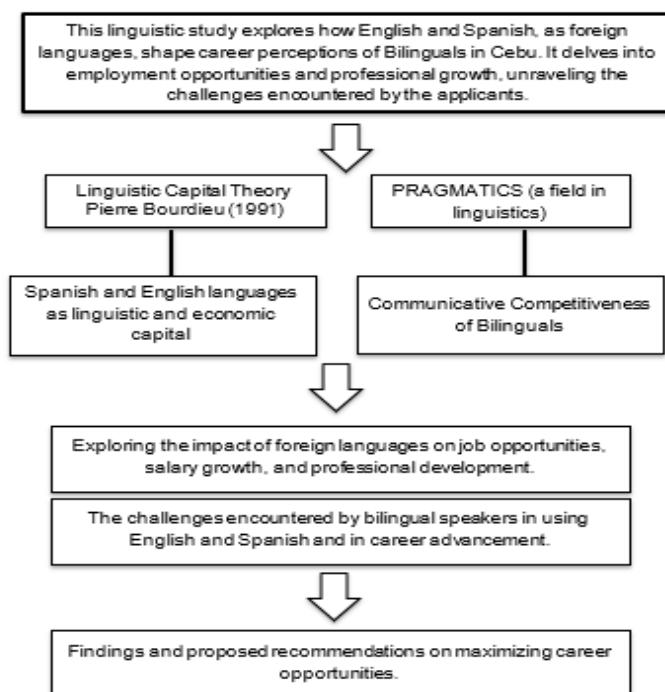 This linguistic study explores how English and Spanish, as foreign
languages, shape career perceptions of Bilinguals in Cebu. It delves into
employment opportunities and professional growth, unraveling the
challenges encountered by the applicants.
Linguistic Capital Theory
Pierre Bourdieu (1991)
PRAGMATICS (a field in
linguistics)
Spanish and English languages
as linguistic and economic
capital
Communicative Competitiveness
of Bilinguals
Exploring the impact of foreign languages on job opportunities,
salary growth, and professional development.
The challenges encountered by bilingual speakers in using
English and Spanish and in career advancement.
Findings and proposed recommendations on maximizing career
opportunities.